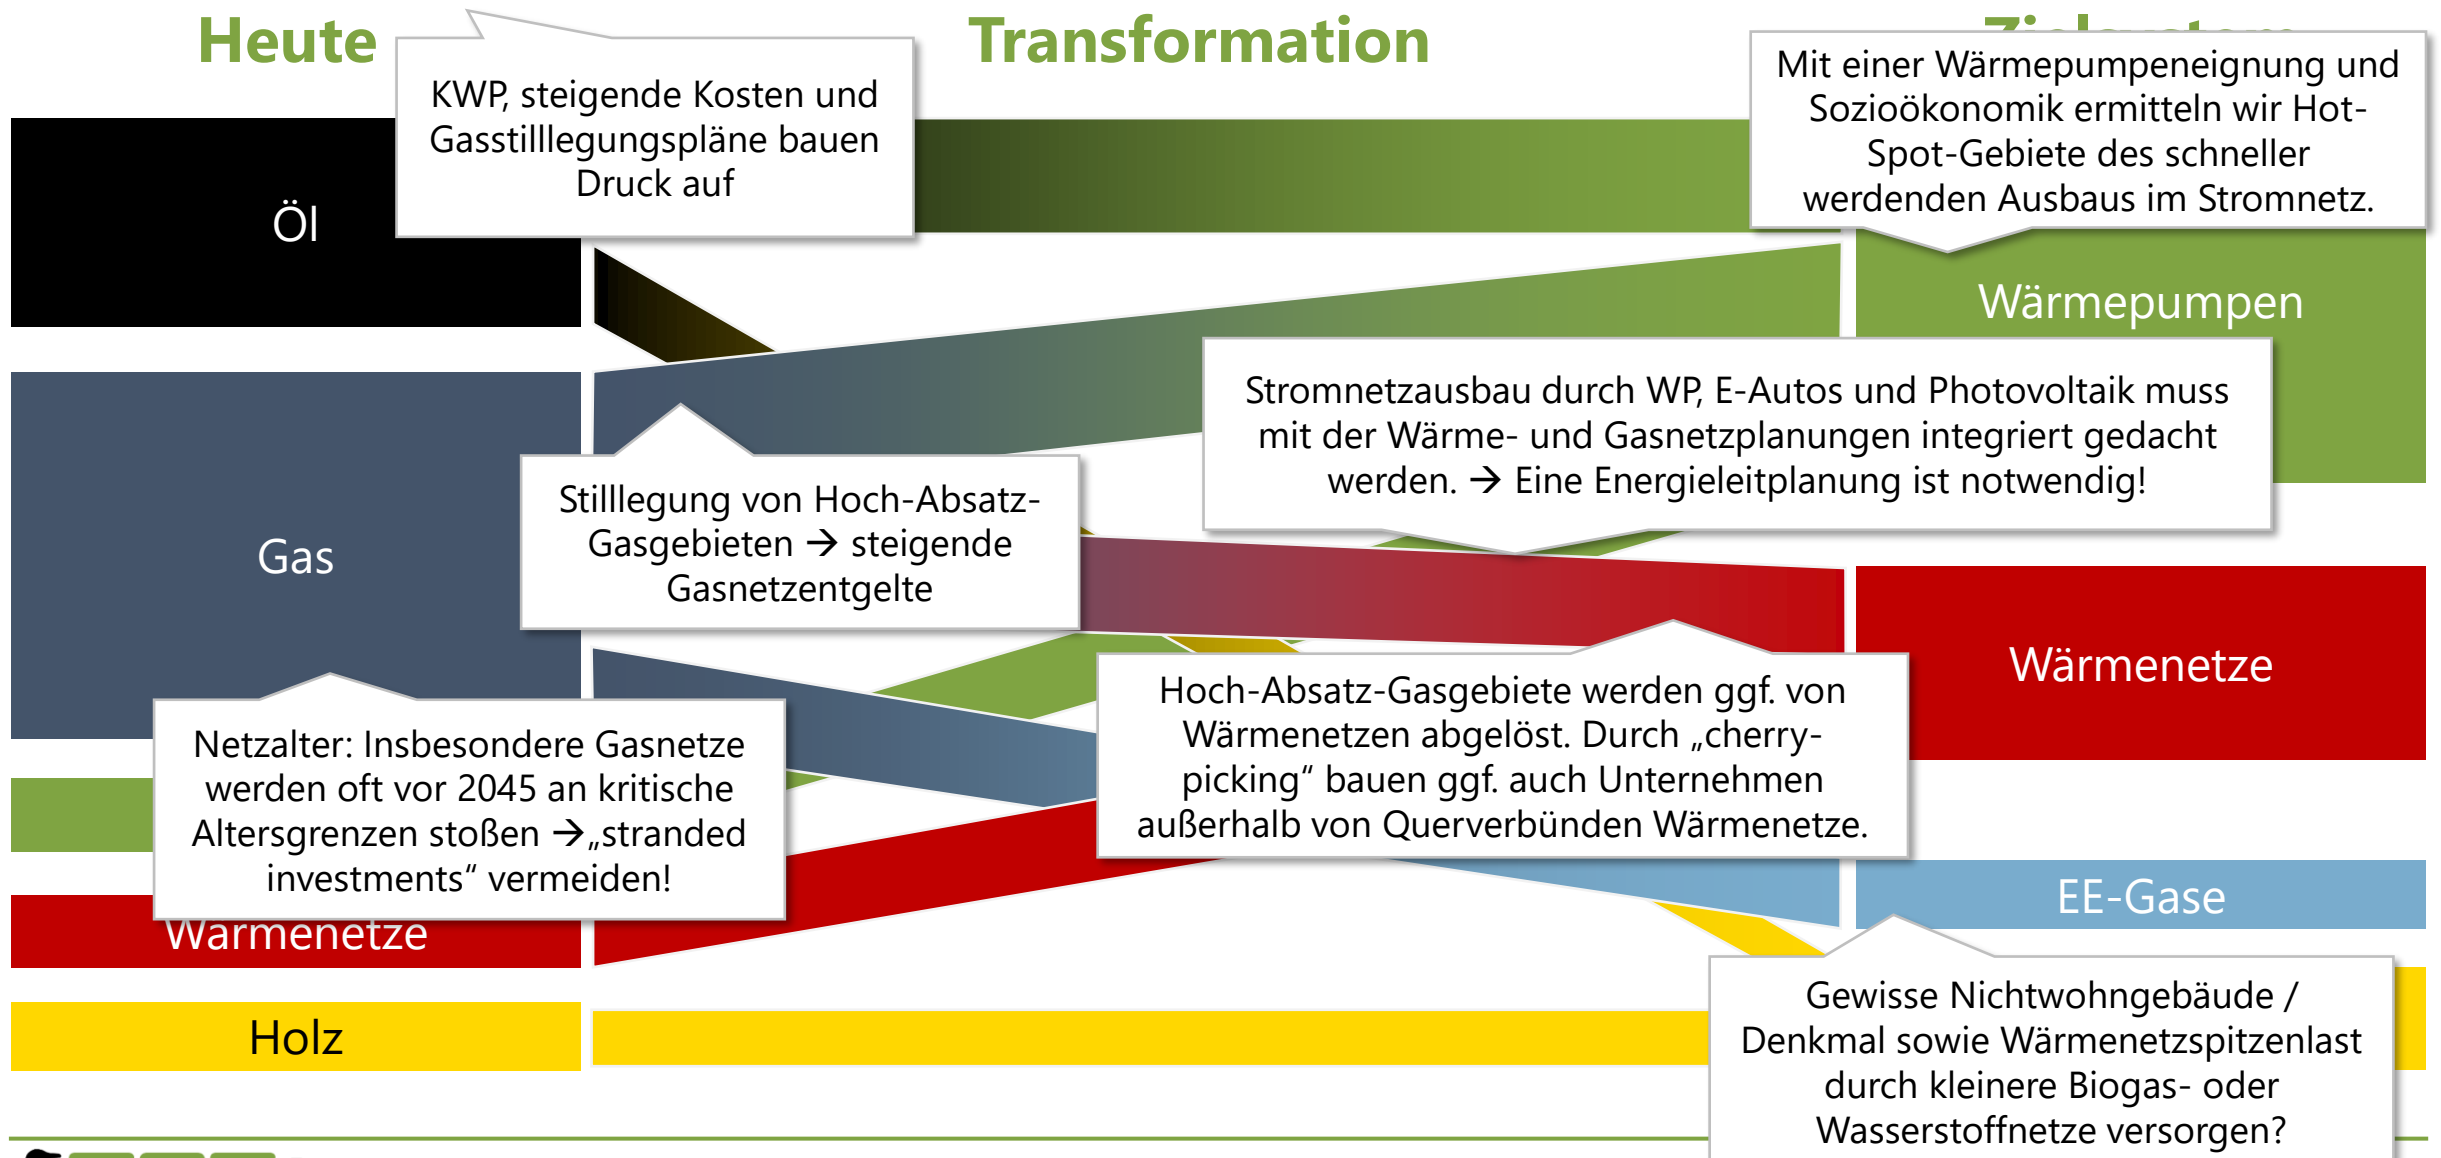 Heute
Transformation
KWP, steigende Kosten und
Gasstilllegungspläne bauen
Druck auf
Mit einer Wärmepumpeneignung und
Sozioökonomik ermitteln wir Hot-
Spot-Gebiete des schneller
werdenden Ausbaus im Stromnetz.
Öl
Wärmepumpen
Stromnetzausbau durch WP, E-Autos und Photovoltaik muss
mit der Wärme- und Gasnetzplanungen integriert gedacht
werden. → Eine Energieleitplanung ist notwendig!
Gas
Stilllegung von Hoch-Absatz-
Gasgebieten → steigende
Gasnetzentgelte
Wärmenetze
Hoch-Absatz-Gasgebiete werden ggf. von
Wärmenetzen abgelöst. Durch „cherry-
picking“ bauen ggf. auch Unternehmen
außerhalb von Querverbünden Wärmenetze.
Netzalter: Insbesondere Gasnetze
werden oft vor 2045 an kritische
Altersgrenzen stoßen →„stranded
investments“ vermeiden!
Wärmenetze
EE-Gase
Holz
Gewisse Nichtwohngebäude /
Denkmal sowie Wärmenetzspitzenlast
durch kleinere Biogas- oder
Wasserstoffnetze versorgen?